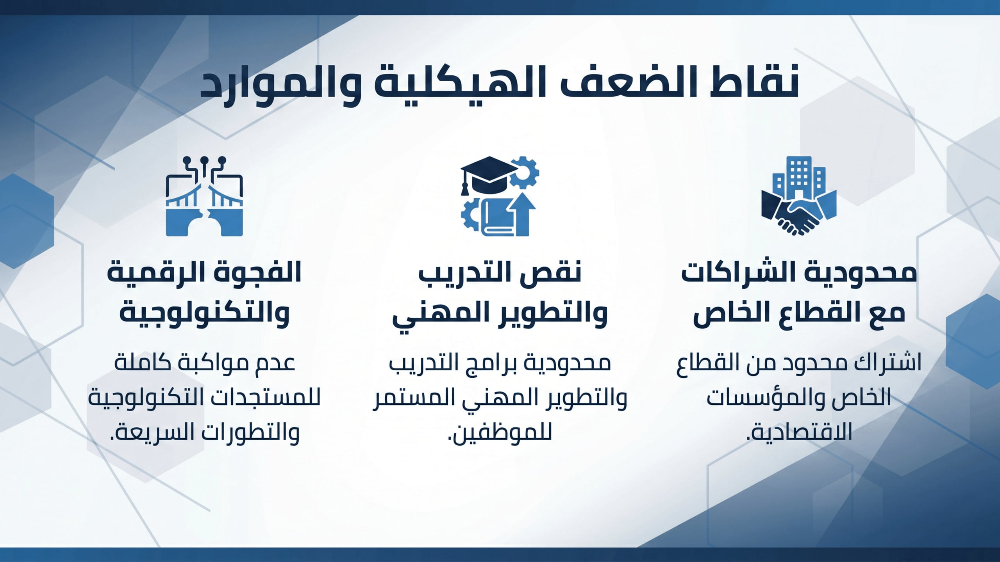 نقاط الضعف الهيكلية والموارد
محدودية الشراكات
مع القطاع الخاص
اشتراك محدود من القطاع
الخاص والمؤسسات
الاقتصادية.
نقص التدريب
والتطوير المهني
محدودية برامج التدريب
والتطوير المهني المستمر
للموظفين.
الفجوة الرقمية
والتكنولوجية
عدم مواكبة كاملة
للمستجدات التكنولوجية
والتطورات السريعة.